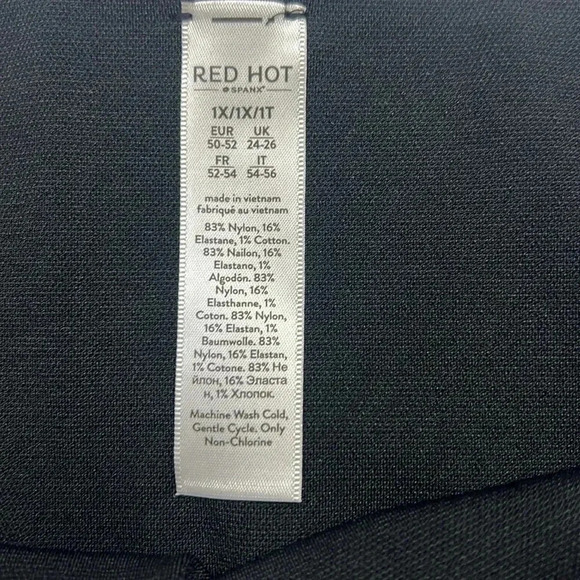 RED HOT
SPANX®
1X/1X/1T
EUR UK
50-52 24-26
FR IT
52-54 54-56
made in vietnam
fabriqué au vietnam
83% Nylon, 16%
Elastane, 1% Cotton.
83% Nailon, 16%
Elastano, 1%
Algodón. 83%
Nylon, 16%
Elasthanne, 1%
Coton. 83% Nylon,
16% Elastan, 1%
Baumwolle. 83%
Nylon, 16% Elastan,
1% Cotone. 83% Не
йлон, 16% Эласта
н, 1% Хлопок.
Machine Wash Cold,
Gentle Cycle. Only
Non-Chlorine